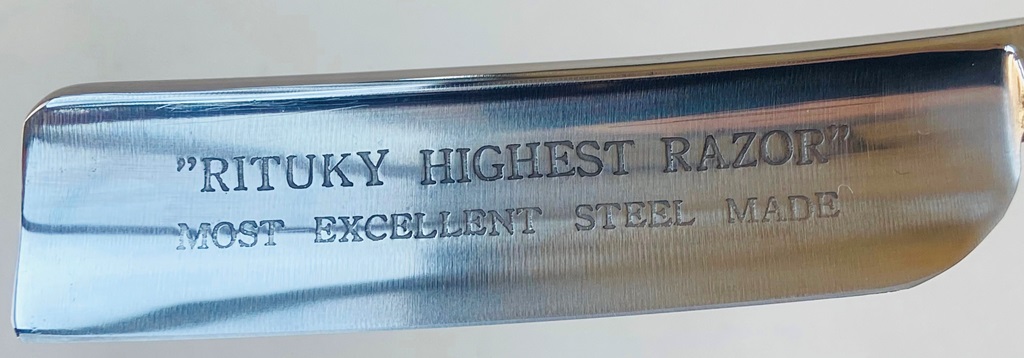 "RITUKY HIGHEST RAZOR"
MOST EXCELLENT STEEL MADE